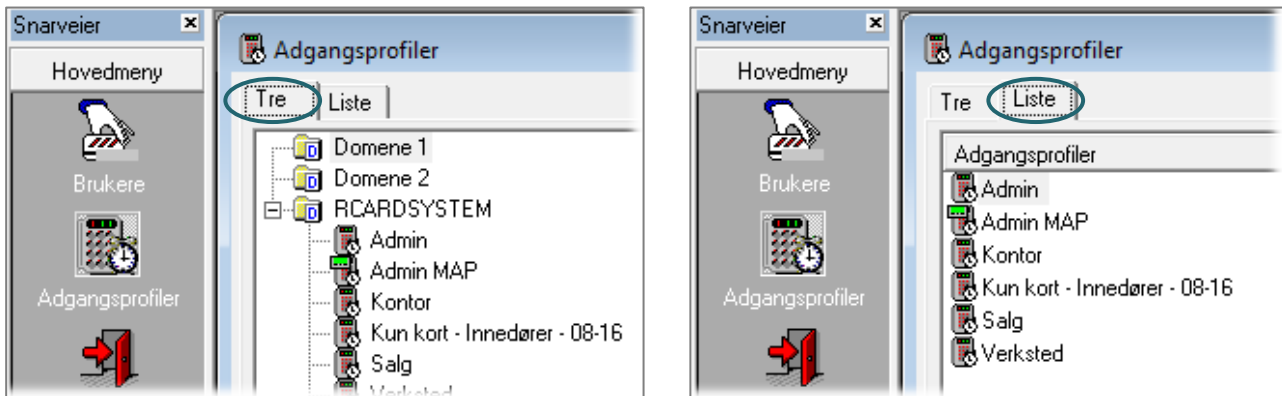 Snarveier
Hovedmeny
Brukere
Adgangsprofiler
Adgangsprofiler
Tre
Liste
Domene 1
Domene 2
RCARDSYSTEM
Admin
Admin MAP
Kontor
Kun kort - Innedører - 08-16
Salg
Verksted
Snarveier
Hovedmeny
Brukere
Adgangsprofiler
Adgangsprofiler
Tre
Liste
Adgangsprofiler
Admin
Admin MAP
Kontor
Kun kort - Innedører - 08-16
Salg
Verksted